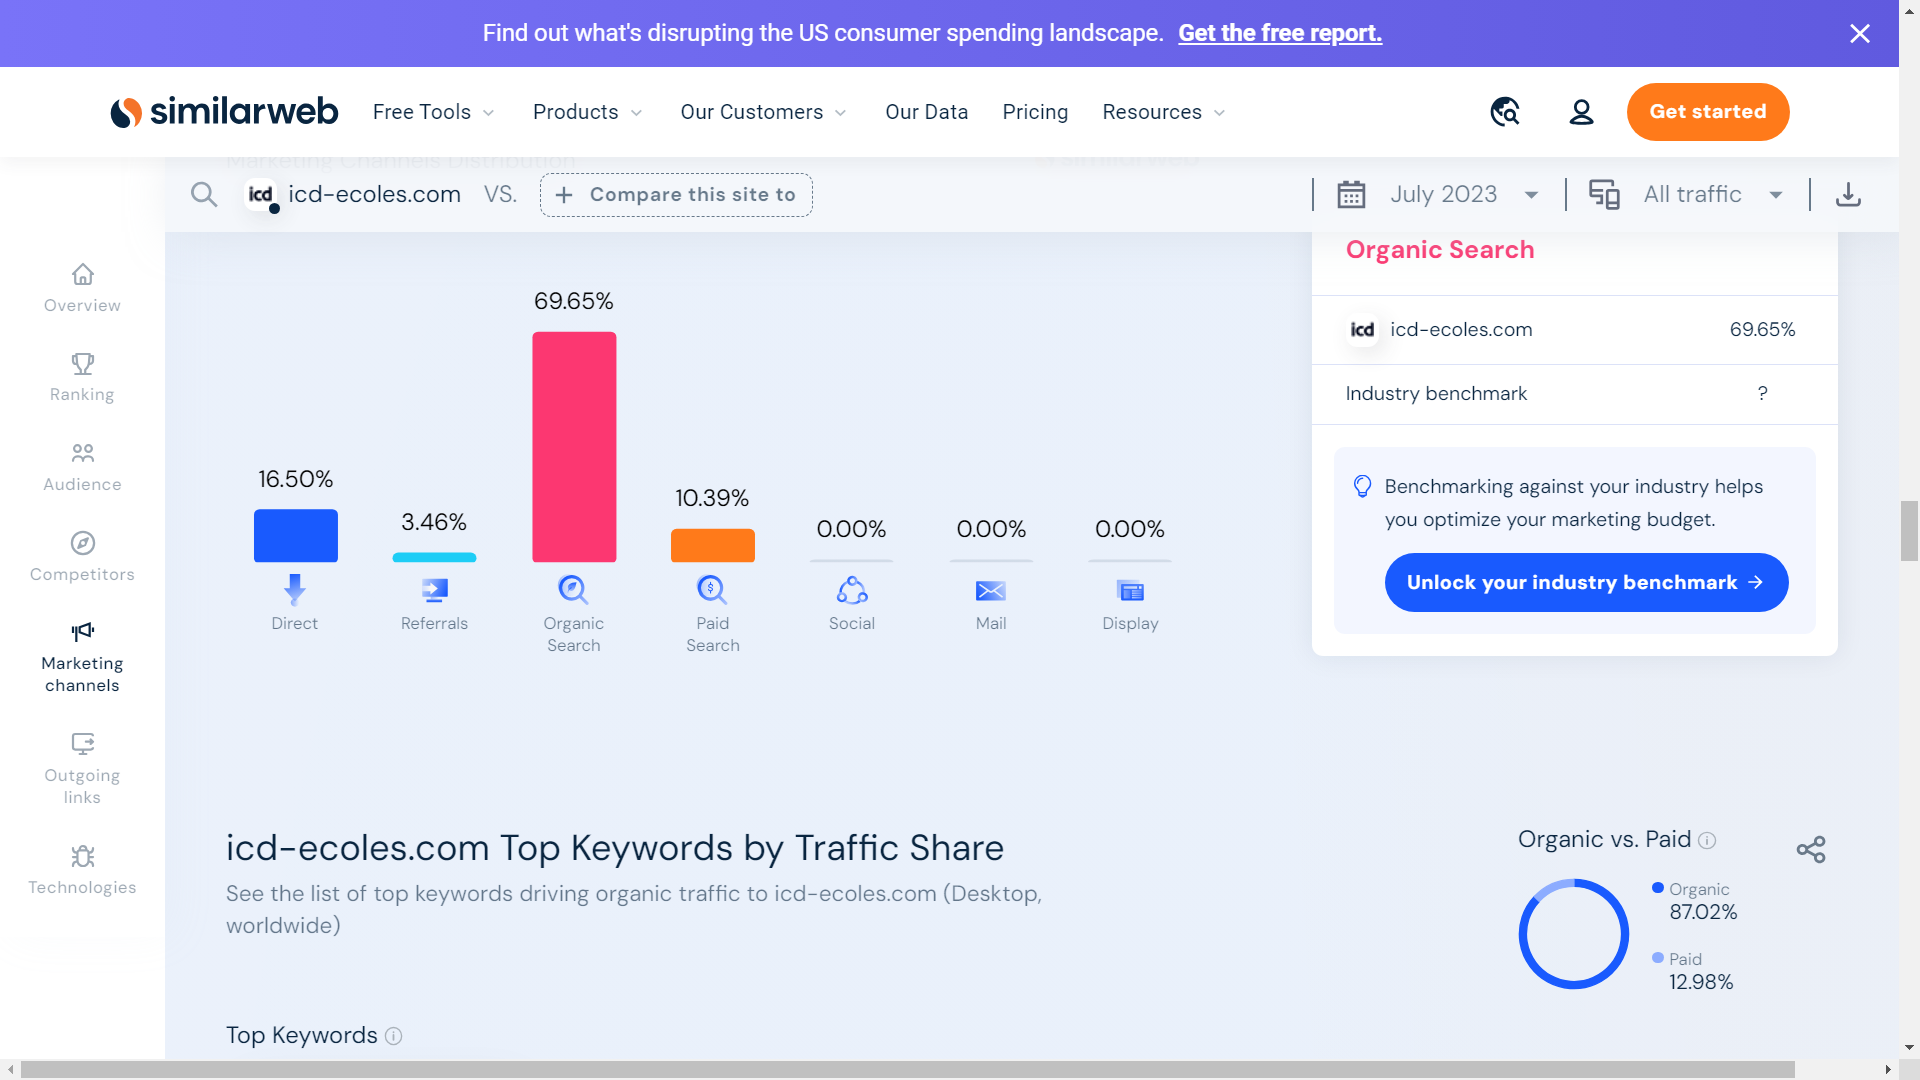 Find out what's disrupting the US consumer spending landscape. Get the free report.
similarweb Free Tools Products Our Customers Our Data Pricing Resources Get started
Marketing Channels Distribution
icd icd-ecoles.com VS. + Compare this site to July 2023 All traffic
Overview
Ranking
Audience
Competitors
Marketing
channels
Outgoing
links
Technologies
69.65%
16.50%
3.46%
10.39%
0.00%
0.00%
0.00%
Direct
Referrals
Organic
Search
Paid
Search
Social
Mail
Display
Organic Search
icd icd-ecoles.com 69.65%
Industry benchmark ?
Benchmarking against your industry helps
you optimize your marketing budget.
Unlock your industry benchmark →
icd-ecoles.com Top Keywords by Traffic Share
See the list of top keywords driving organic traffic to icd-ecoles.com (Desktop,
worldwide)
Organic vs. Paid
Organic
87.02%
Paid
12.98%
Top Keywords